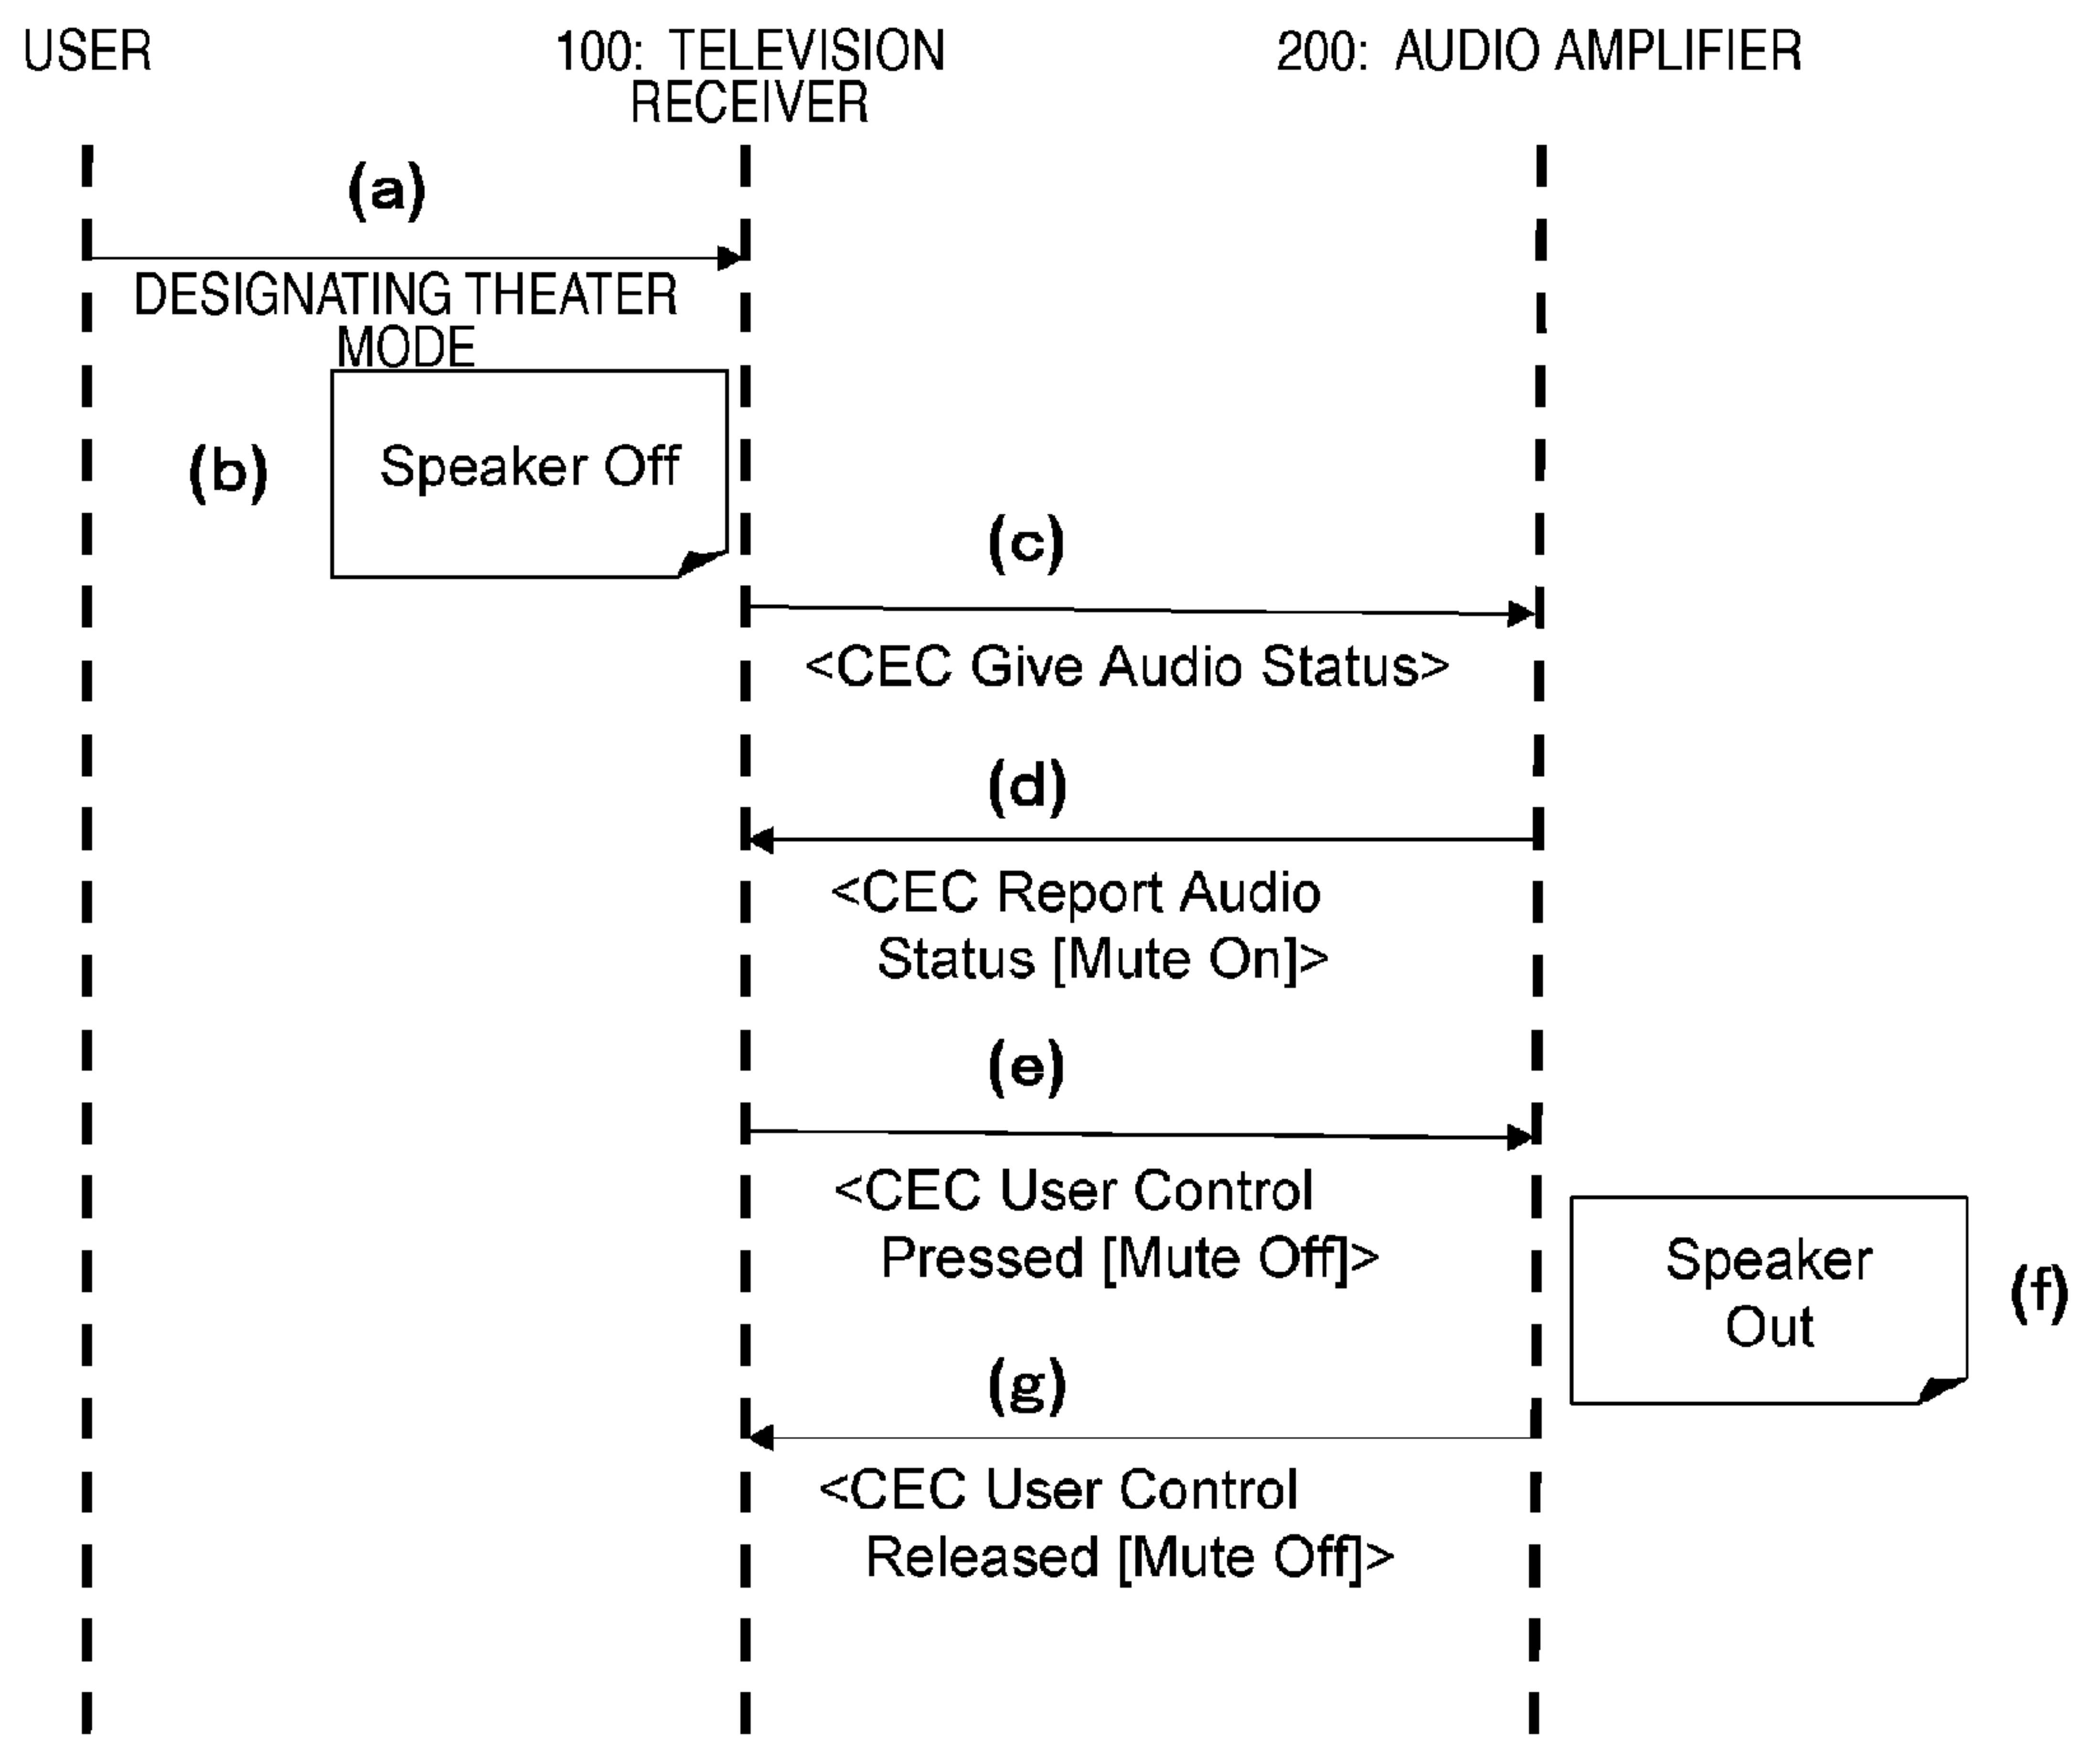 USER
100: TELEVISION
RECEIVER
200: AUDIO AMPLIFIER
(a)
DESIGNATING THEATER
MODE
(b)
Speaker Off
(c)
<CEC Give Audio Status>
(d)
<CEC Report Audio
Status [Mute On]>
(e)
<CEC User Control
Pressed [Mute Off]>
Speaker
Out
(f)
(g)
<CEC User Control
Released [Mute Off]>